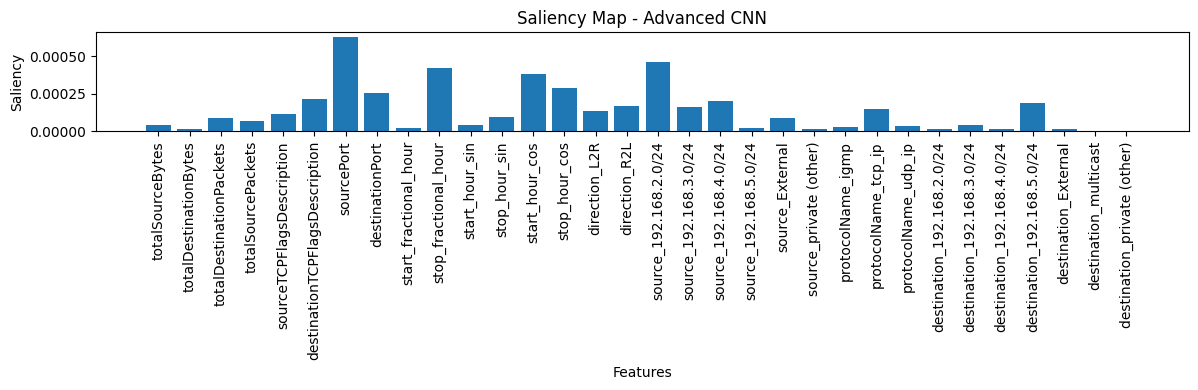 Saliency Map - Advanced CNN
Saliency
0.00050
0.00025
0.00000
totalSourceBytes
totalDestinationBytes
totalDestinationPackets
totalSourcePackets
sourceTCPFlagsDescription
destinationTCPFlagsDescription
sourcePort
destinationPort
start_fractional_hour
stop_fractional_hour
start_hour_sin
stop_hour_sin
start_hour_cos
stop_hour_cos
direction_L2R
direction_R2L
source_192.168.2.0/24
source_192.168.3.0/24
source_192.168.4.0/24
source_192.168.5.0/24
source_External
source_private (other)
protocolName_igmp
protocolName_tcp_ip
protocolName_udp_ip
destination_192.168.2.0/24
destination_192.168.3.0/24
destination_192.168.4.0/24
destination_192.168.5.0/24
destination_External
destination_multicast
destination_private (other)
Features